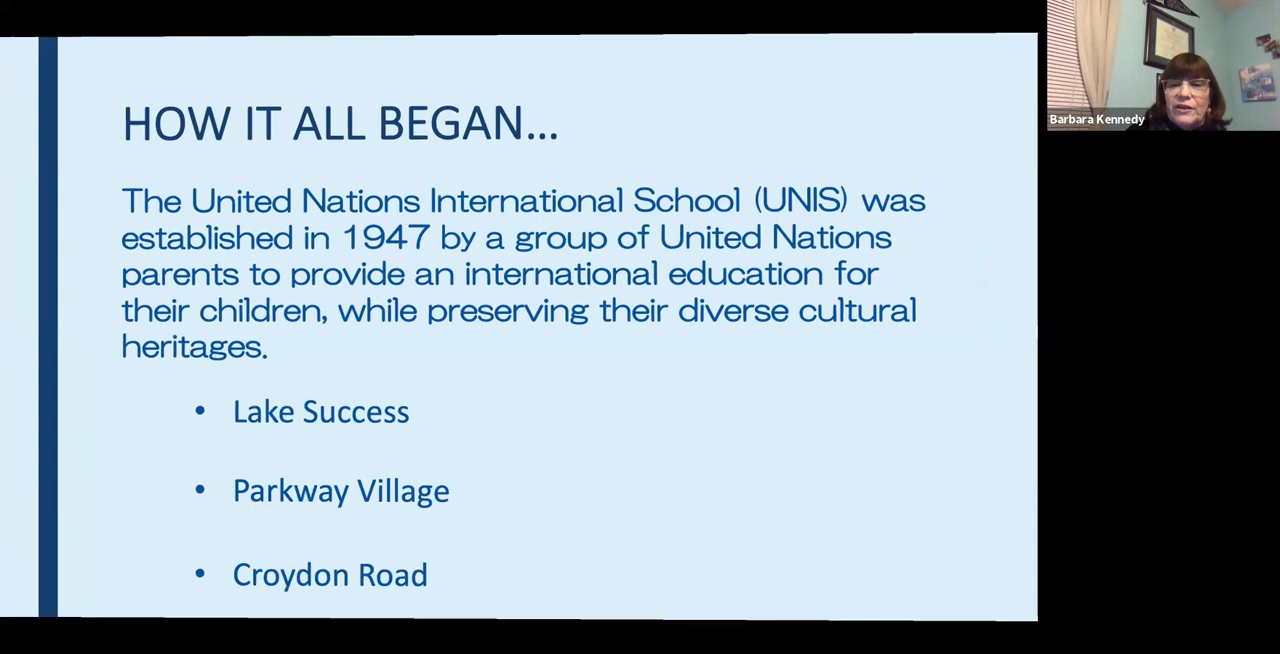 HOW IT ALL BEGAN...
The United Nations International School (UNIS) was
established in 1947 by a group of United Nations
parents to provide an international education for
their children, while preserving their diverse cultural
heritages.
• Lake Success
• Parkway Village
• Croydon Road
Barbara Kennedy